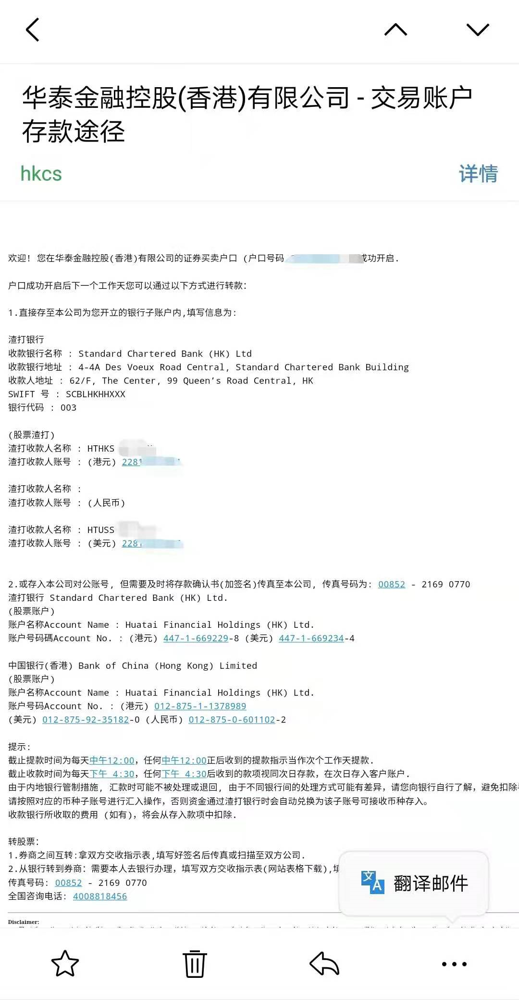 华泰金融控股(香港)有限公司 - 交易账户
存款途径
hkcs
详情
欢迎! 您在华泰金融控股(香港)有限公司的证券买卖户口 (户口号码 成功开启.
户口成功开启后下一个工作天您可以通过以下方式进行转款:
1.直接存至本公司为您开立的银行子账户内,填写信息为:
渣打银行
收款银行名称 : Standard Chartered Bank (HK) Ltd
收款银行地址 : 4-4A Des Voeux Road Central, Standard Chartered Bank Building
收款人地址 : 62/F, The Center, 99 Queen's Road Central, HK
SWIFT 号 : SCBLHKHHXXX
银行代码 : 003
(股票渣打)
渣打收款人名称 : HTHKS
渣打收款人账号 : (港元) 2281
渣打收款人名称 :
渣打收款人账号 : (人民币)
渣打收款人名称 : HTUSS
渣打收款人账号 : (美元) 228
2.或存入本公司对公账号, 但需要及时将存款确认书(加签名)传真至本公司, 传真号码为: 00852 - 2169 0770
渣打银行 Standard Chartered Bank (HK) Ltd.
(股票账户)
账户名称Account Name : Huatai Financial Holdings (HK) Ltd.
账户号码碼Account No. : (港元) 447-1-669229-8 (美元) 447-1-669234-4
中国银行(香港) Bank of China (Hong Kong) Limited
(股票账户)
账户名称Account Name : Huatai Financial Holdings (HK) Ltd.
账户号码Account No. : (港元) 012-875-1-1378989
(美元) 012-875-92-35182-0 (人民币) 012-875-0-601102-2
提示:
截止提款时间为每天中午12:00, 任何中午12:00正后收到的提款指示当作次个工作天提款.
截止收款时间为每天下午 4:30, 任何下午 4:30后收到的款项视同次日存款, 在次日存入客户账户.
由于内地银行管制措施, 汇款时可能不被处理或退回, 由于不同银行间的处理方式可能有差异, 请您向银行自行了解, 避免扣除
请按照对应的币种子账号进行汇入操作, 否则资金通过渣打银行时会自动兑换为该子账号可接收币种存入。
收款银行所收取的费用 (如有), 将会从存入款项中扣除.
转股票:
1.券商之间互转:拿双方交收指示表,填写好签名后传真或扫描至双方公司.
2.从银行转到券商: 需要本人去银行办理, 填写双方交收指示表(网站表格下载),填
传真号码: 00852 - 2169 0770
全国咨询电话: 4008818456
翻译邮件
Disclaimer: